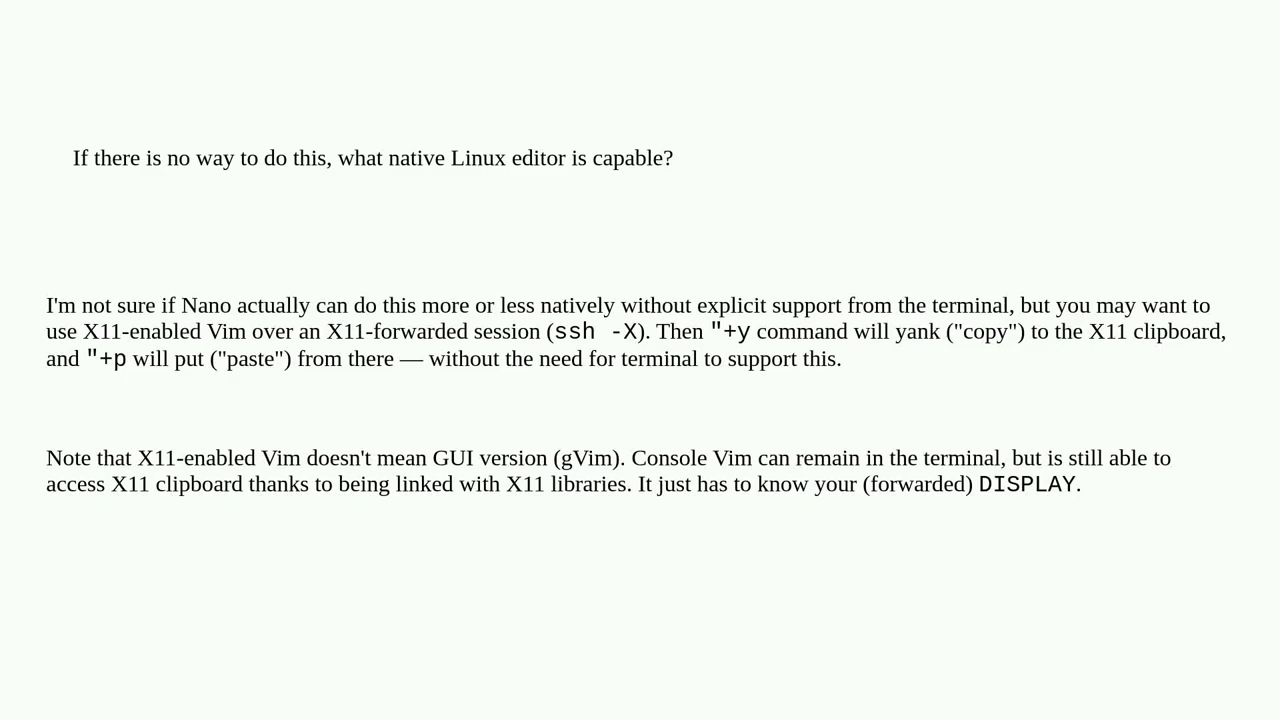 If there is no way to do this, what native Linux editor is capable?
I'm not sure if Nano actually can do this more or less natively without explicit support from the terminal, but you may want to
use X11-enabled Vim over an X11-forwarded session (ssh -X). Then "+y command will yank ("copy") to the X11 clipboard,
and "+p will put ("paste") from there — without the need for terminal to support this.
Note that X11-enabled Vim doesn't mean GUI version (gVim). Console Vim can remain in the terminal, but is still able to
access X11 clipboard thanks to being linked with X11 libraries. It just has to know your (forwarded) DISPLAY.